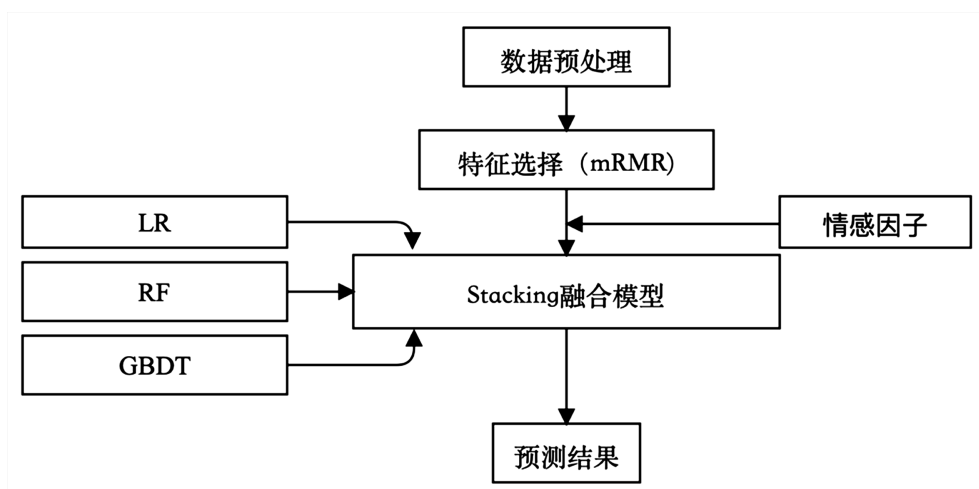 数据预处理
特征选择（mRMR）
LR
情感因子
RF
Stacking融合模型
GBDT
预测结果